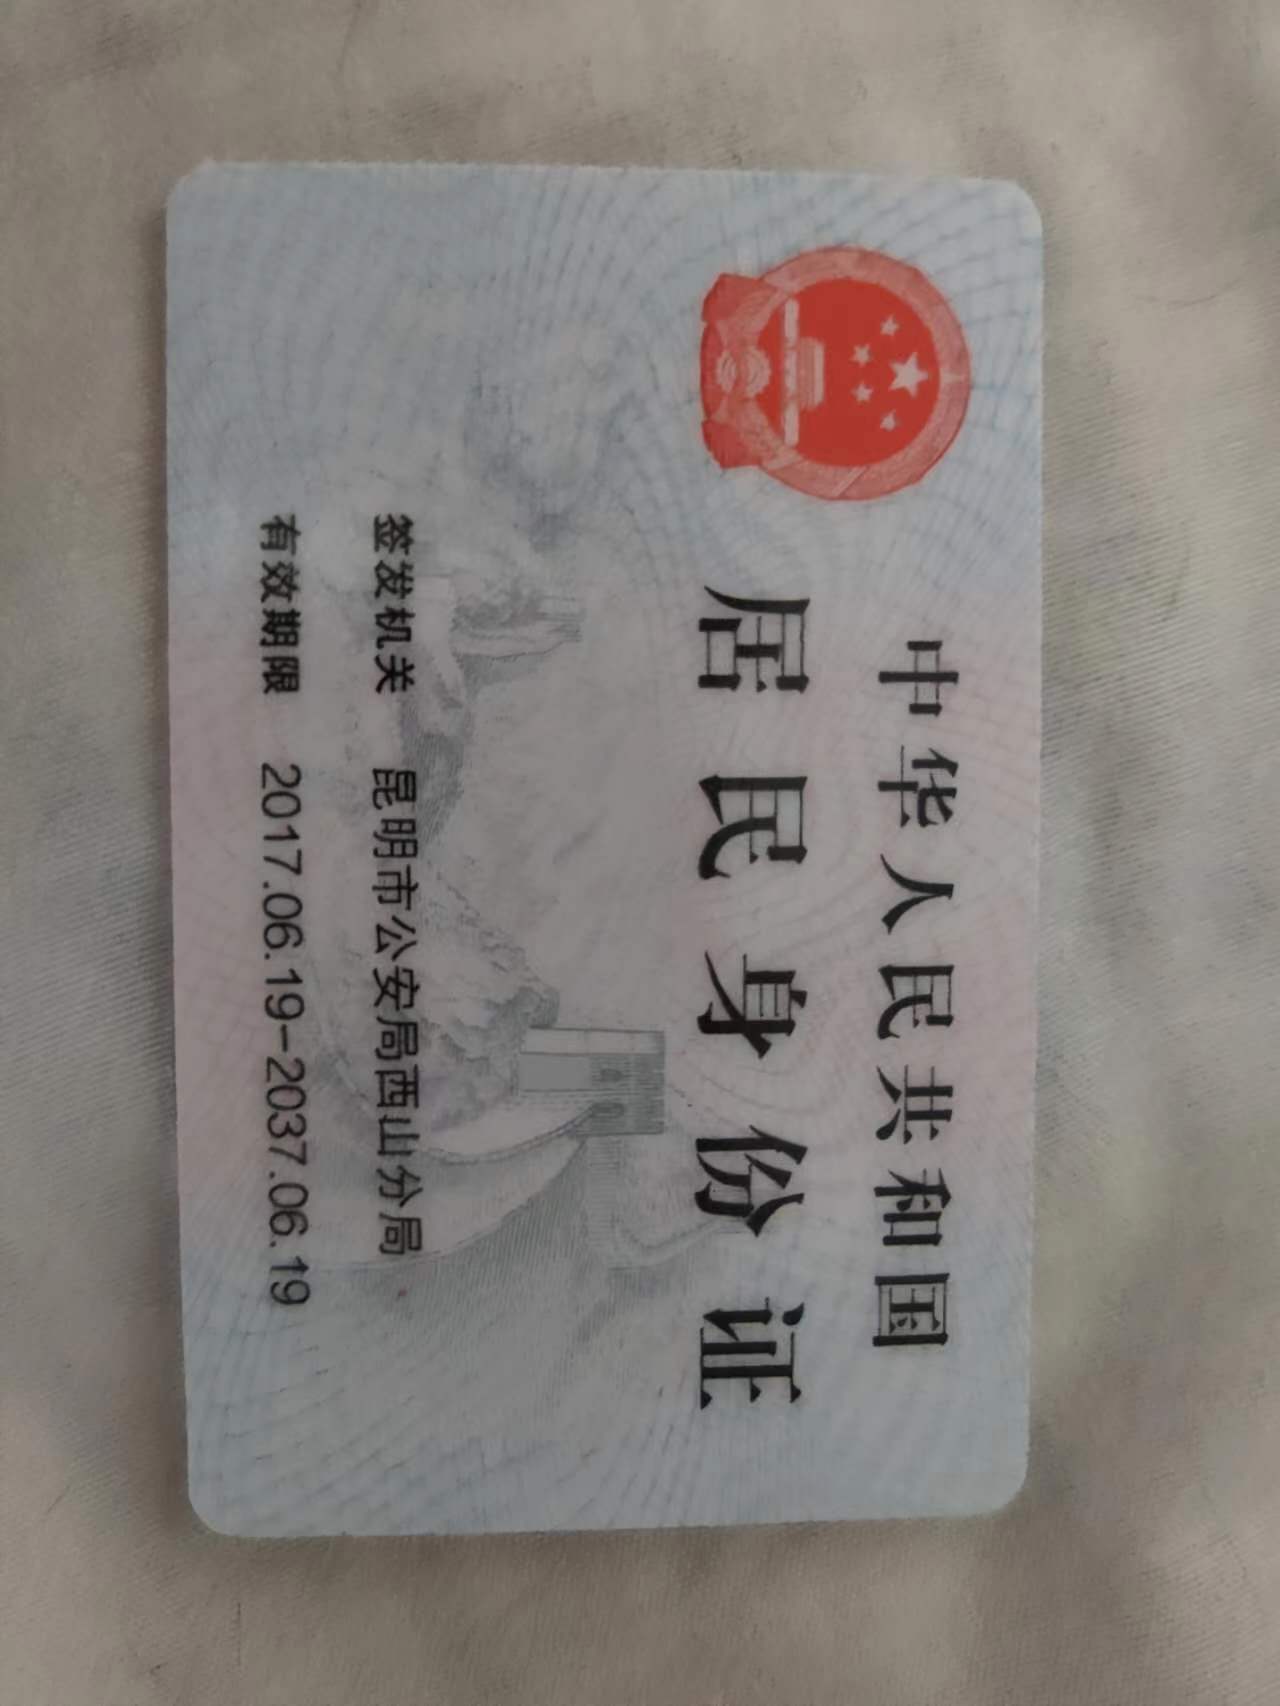 中华人民共和国
居民身份证
签发机关 昆明市公安局西山分局
有效期限 2017.06.19-2037.06.19